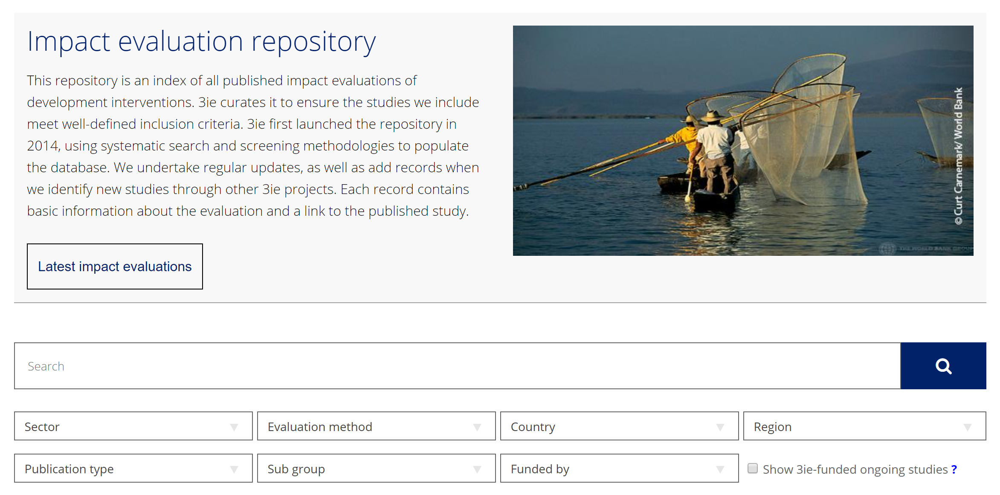 Impact evaluation repository
This repository is an index of all published impact evaluations of
development interventions. 3ie curates it to ensure the studies we include
meet well-defined inclusion criteria. 3ie first launched the repository in
2014, using systematic search and screening methodologies to populate
the database. We undertake regular updates, as well as add records when
we identify new studies through other 3ie projects. Each record contains
basic information about the evaluation and a link to the published study.
Latest impact evaluations
© Curt Carnemark/ World Bank
THE WORLD BANK GROUP
Search
Sector
Evaluation method
Country
Region
Publication type
Sub group
Funded by
Show 3ie-funded ongoing studies ?